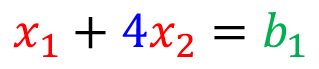 x₁ + 4x₂ = b₁